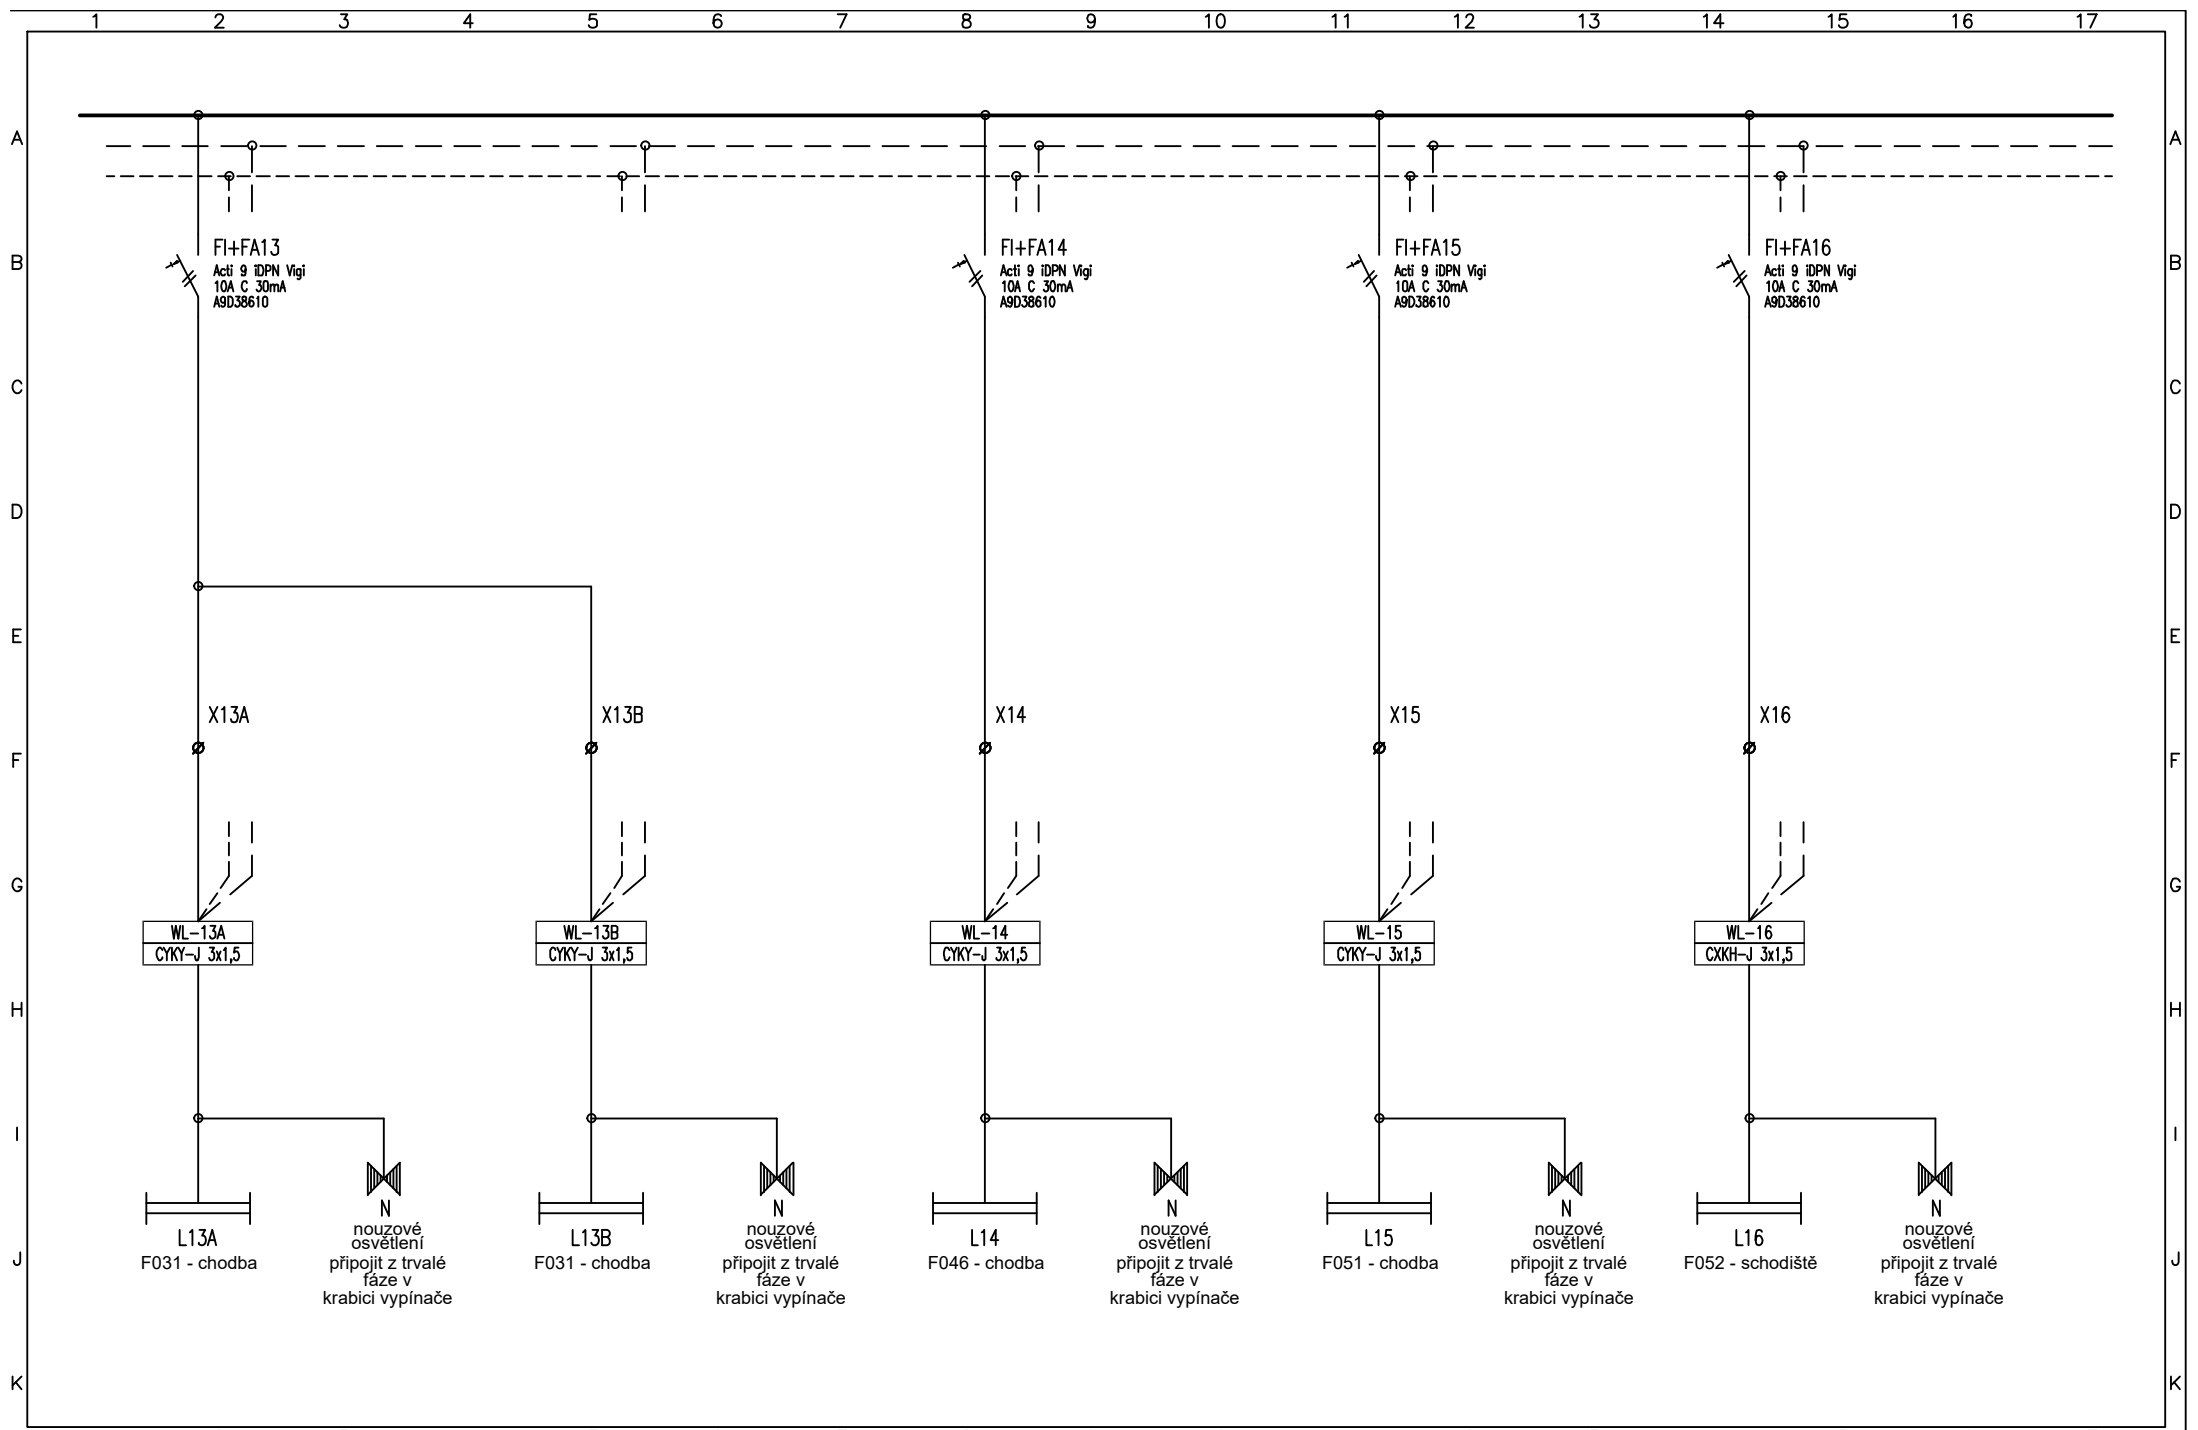 1 2 3 4 5 6 7 8 9 10 11 12 13 14 15 16 17
A A
FI+FA13 FI+FA14 FI+FA15 FI+FA16
B B
Acti 9 iDPN Vigi Acti 9 iDPN Vigi Acti 9 iDPN Vigi Acti 9 iDPN Vigi
10A C 30mA 10A C 30mA 10A C 30mA 10A C 30mA
A9D38610 A9D38610 A9D38610 A9D38610
C C
D D
E E
X13A X13B X14 X15 X16
F F
G G
WL-13A WL-13B WL-14 WL-15 WL-16
CYKY-J 3x1,5 CYKY-J 3x1,5 CYKY-J 3x1,5 CYKY-J 3x1,5 CXKH-J 3x1,5
H H
I I
N N N N N
nouzové nouzové nouzové nouzové nouzové
L13A osvětlení L13B osvětlení L14 osvětlení L15 osvětlení L16 osvětlení
J F031 - chodba připojit z trvalé F031 - chodba připojit z trvalé F046 - chodba připojit z trvalé F051 - chodba připojit z trvalé F052 - schodiště připojit z trvalé J
fáze v fáze v fáze v fáze v fáze v
krabici vypínače krabici vypínače krabici vypínače krabici vypínače krabici vypínače
K K